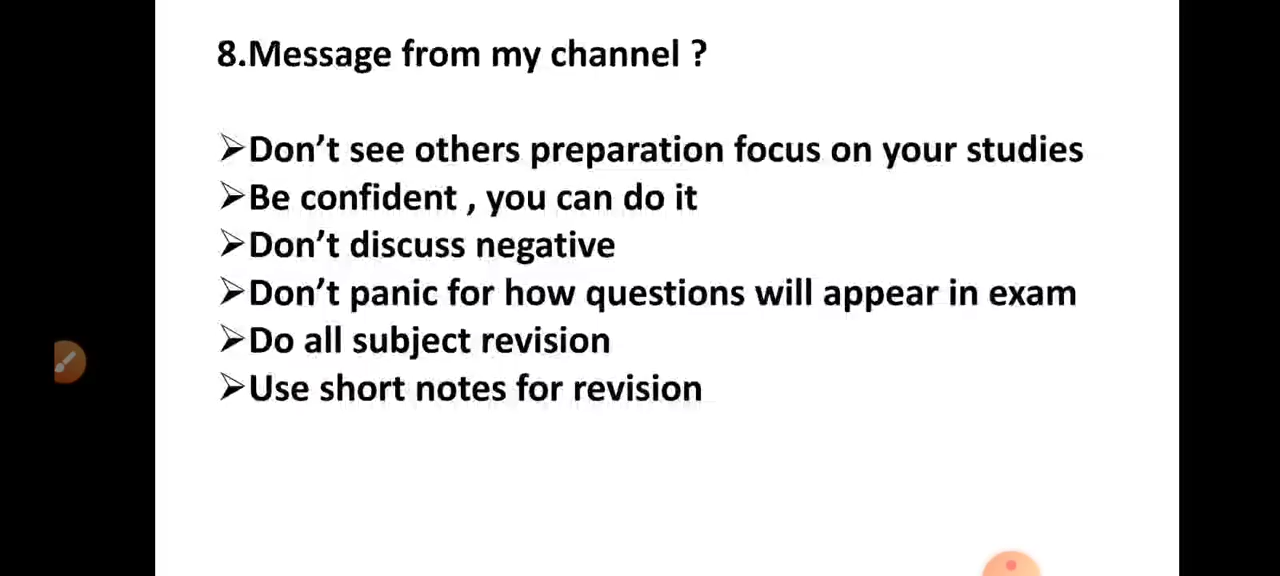 8.Message from my channel ?
➢Don't see others preparation focus on your studies
➢Be confident , you can do it
➢Don't discuss negative
➢Don't panic for how questions will appear in exam
➢Do all subject revision
➢Use short notes for revision